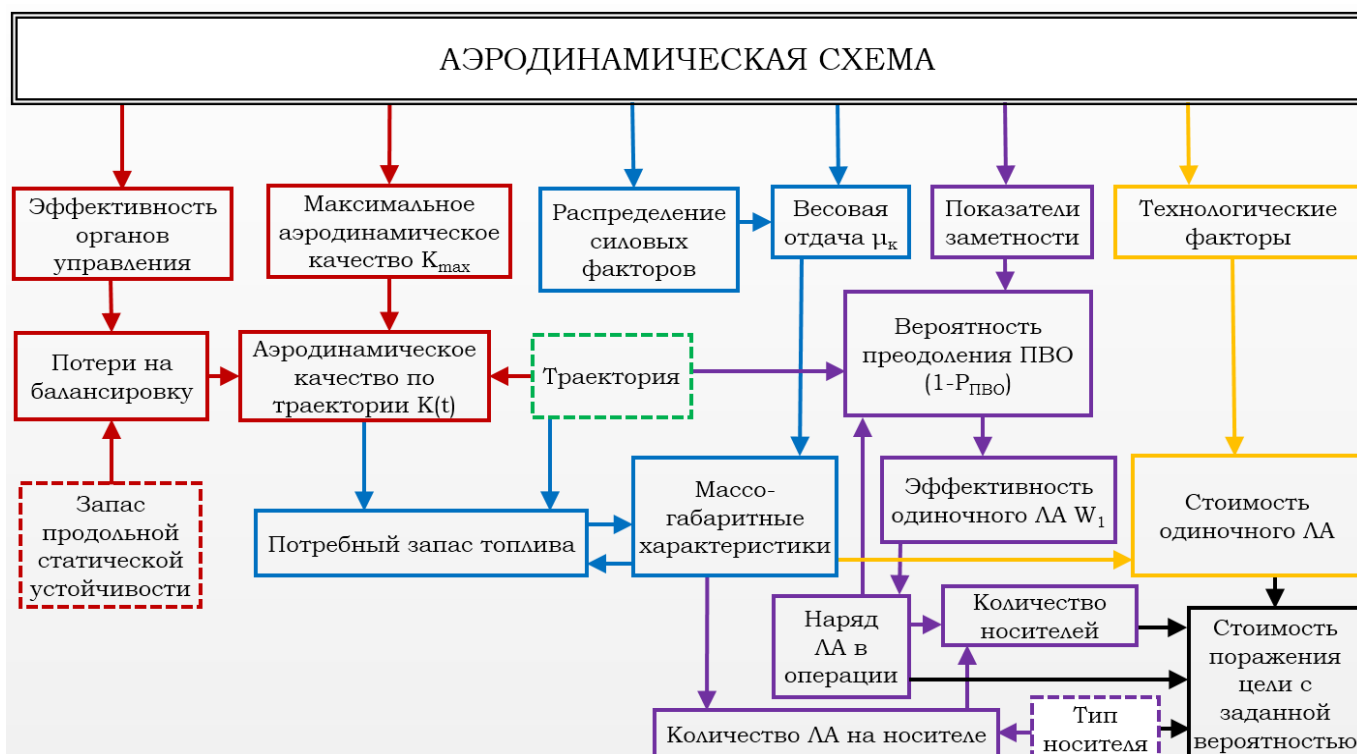 АЭРОДИНАМИЧЕСКАЯ СХЕМА
Эффективность
органов
управления
Максимальное
аэродинамическое
качество Kmax
Распределение
силовых
факторов
Весовая
отдача μк
Показатели
заметности
Технологические
факторы
Потери на
балансировку
Аэродинамическое
качество по
траектории K(t)
Траектория
Вероятность
преодоления ПВО
(1-PПВО)
Запас
продольной
статической
устойчивости
Потребный запас топлива
Массо-
габаритные
характеристики
Эффективность
одиночного ЛА W1
Стоимость
одиночного ЛА
Наряд
ЛА в
операции
Количество
носителей
Стоимость
поражения
цели с
заданной
вероятностью
Количество ЛА на носителе
Тип
носителя